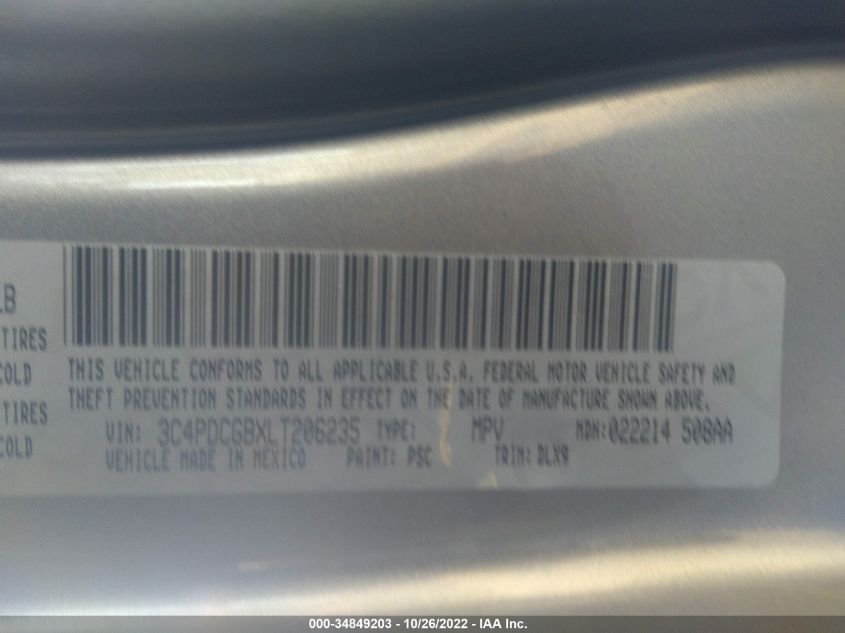 LB
TIRES
COLD
TIRES
COLD
THIS VEHICLE CONFORMS TO ALL APPLICABLE U.S.A. FEDERAL MOTOR VEHICLE SAFETY AND
THEFT PREVENTION STANDARDS IN EFFECT ON THE DATE OF MANUFACTURE SHOWN ABOVE.
VIN: 3C4PDCGBXLT206235 TYPE: MPV MDH:022214 508AA
VEHICLE MADE IN MEXICO PAINT: PSC TRIM: DLX9
000-34849203 - 10/26/2022 - IAA Inc.